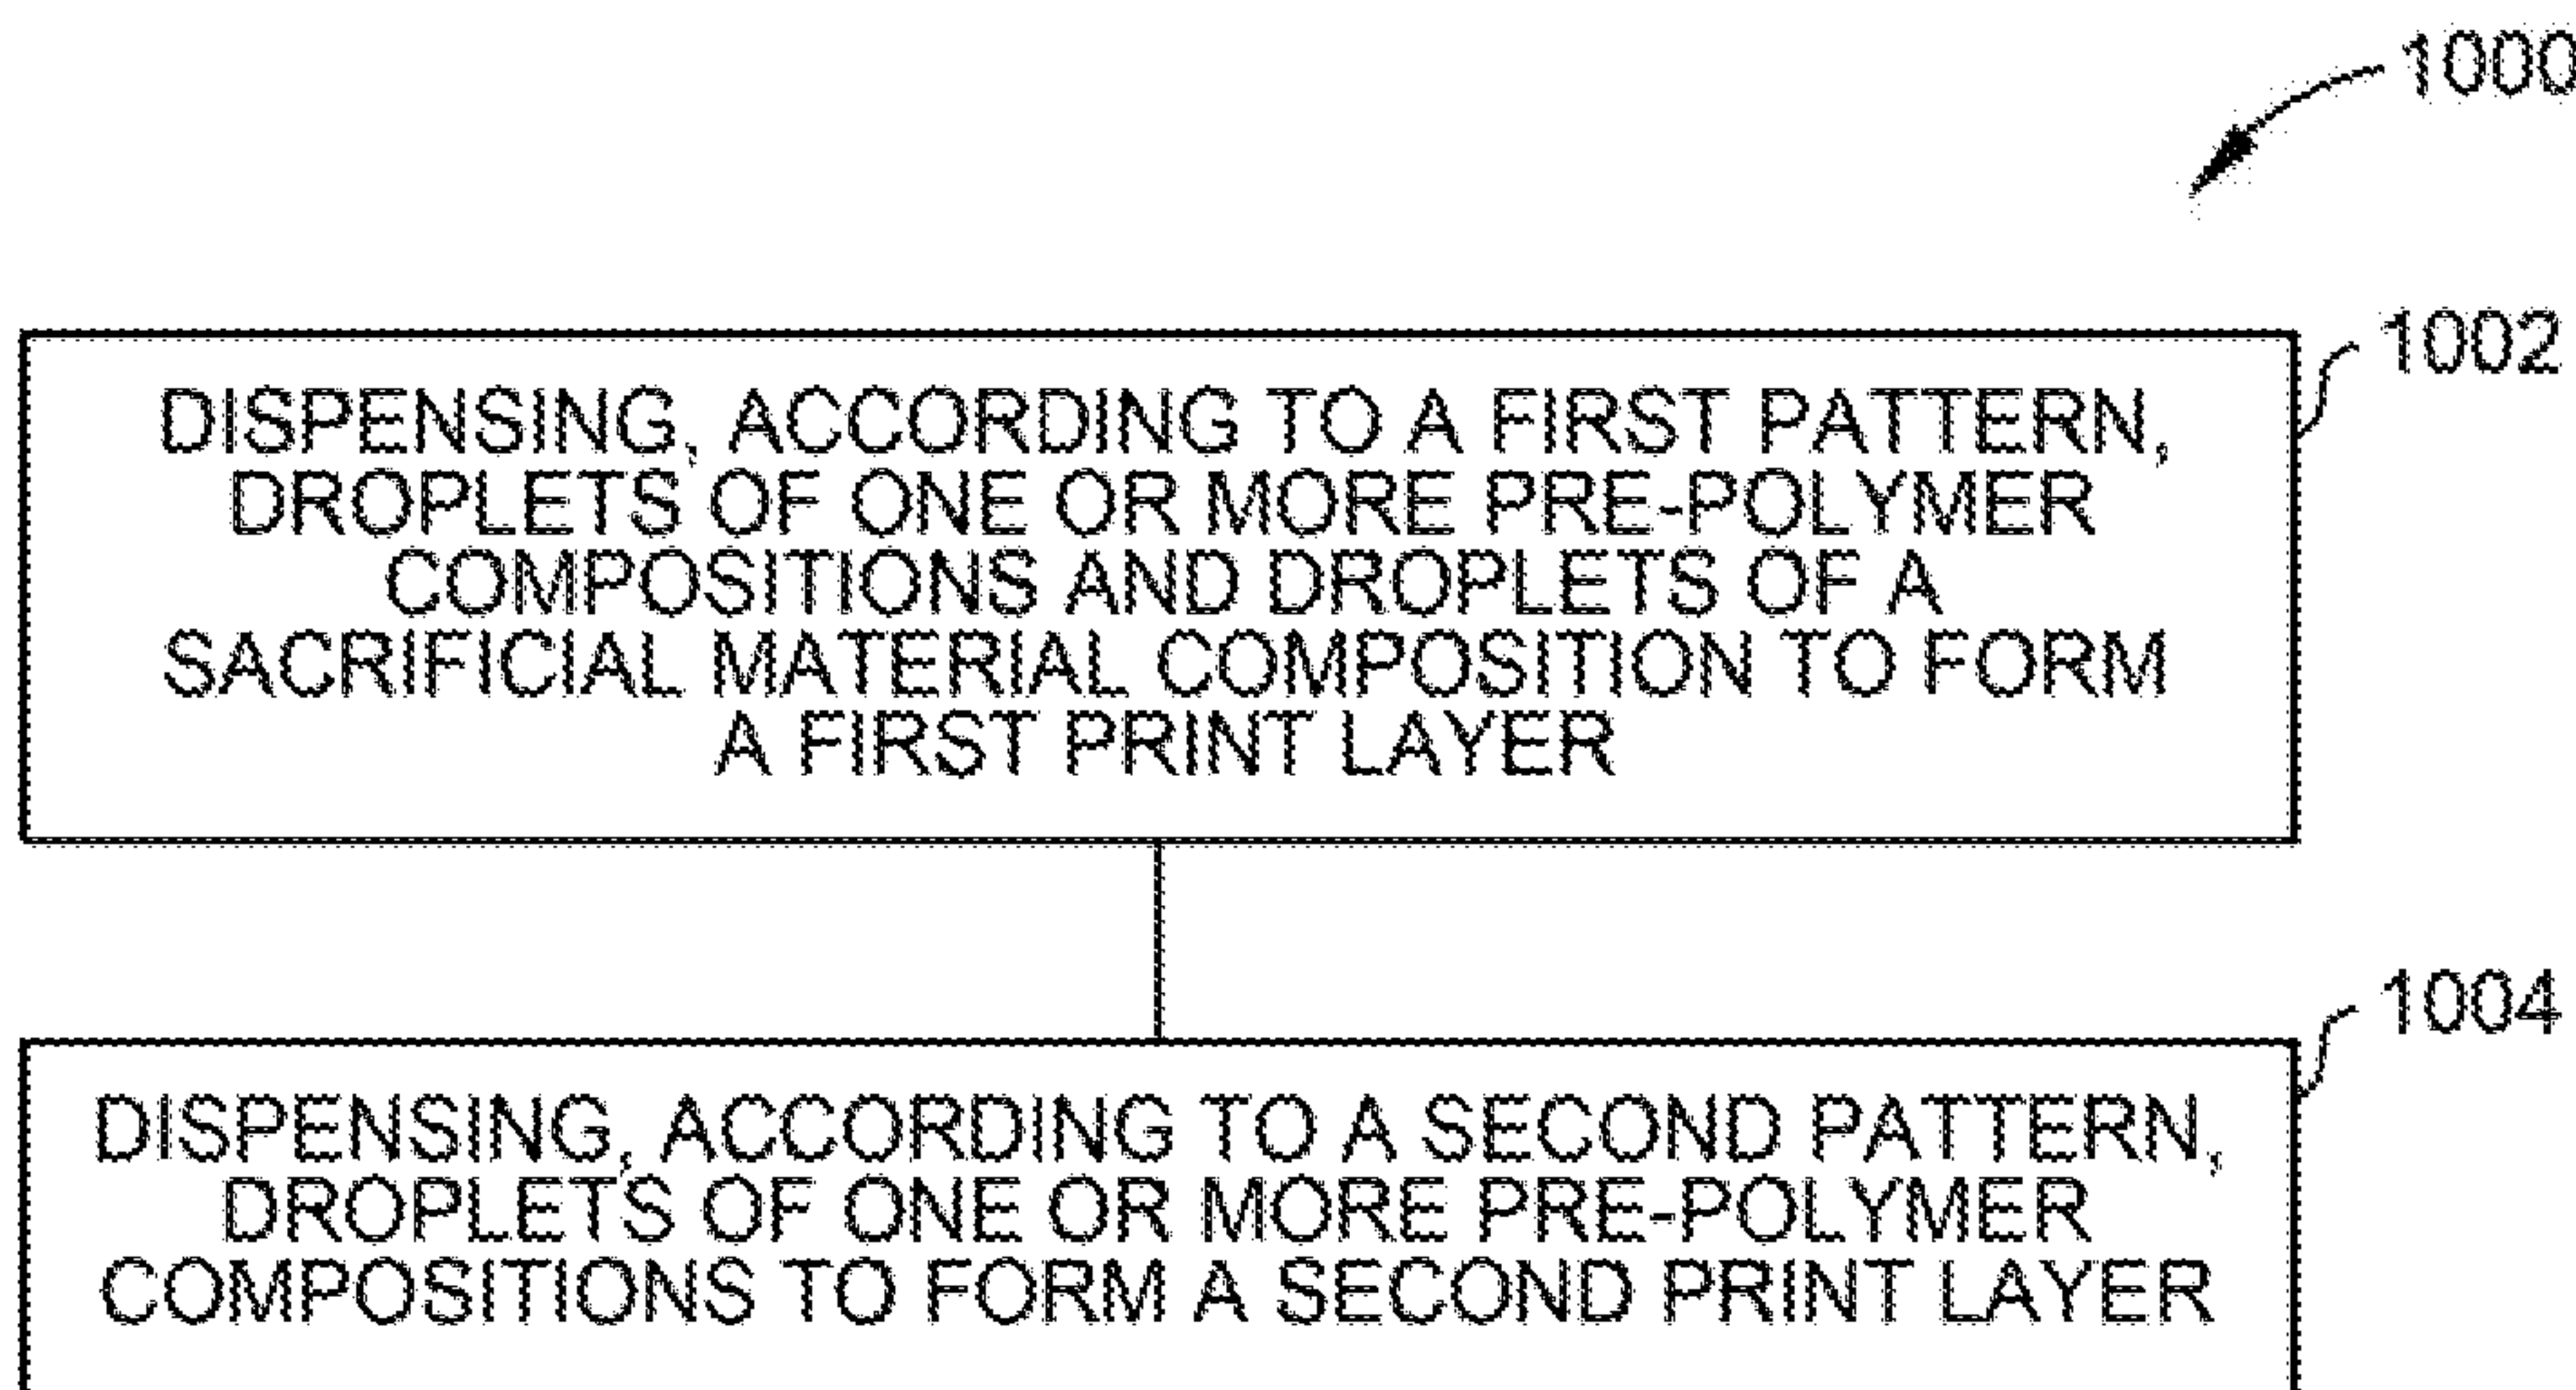 1000
1002
DISPENSING, ACCORDING TO A FIRST PATTERN,
DROPLETS OF ONE OR MORE PRE-POLYMER
COMPOSITIONS AND DROPLETS OF A
SACRIFICIAL MATERIAL COMPOSITION TO FORM
A FIRST PRINT LAYER
1004
DISPENSING, ACCORDING TO A SECOND PATTERN,
DROPLETS OF ONE OR MORE PRE-POLYMER
COMPOSITIONS TO FORM A SECOND PRINT LAYER